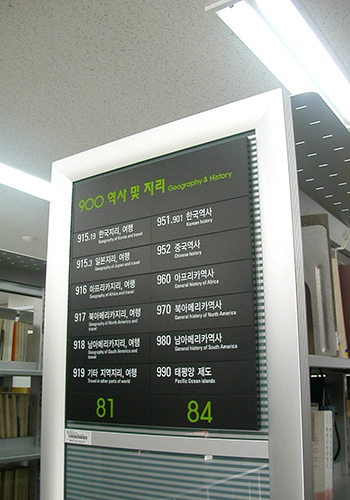 900 역사 및 지리 Geography & History
915.19 한국지리, 여행
Geography of Korea and travel
915.3 일본지리, 여행
Geography of Japan and travel
916 아프리카지리, 여행
Geography of Africa and travel
917 북아메리카지리, 여행
Geography of North America and travel
918 남아메리카지리, 여행
Geography of South America and travel
919 기타 지역지리, 여행
Travel in other parts of world
81
951.901 한국역사
Korean history
952 중국역사
Chinese history
960 아프리카역사
General history of Africa
970 북아메리카역사
General history of North America
980 남아메리카역사
General history of South America
990 태평양 제도
Pacific Ocean islands
84